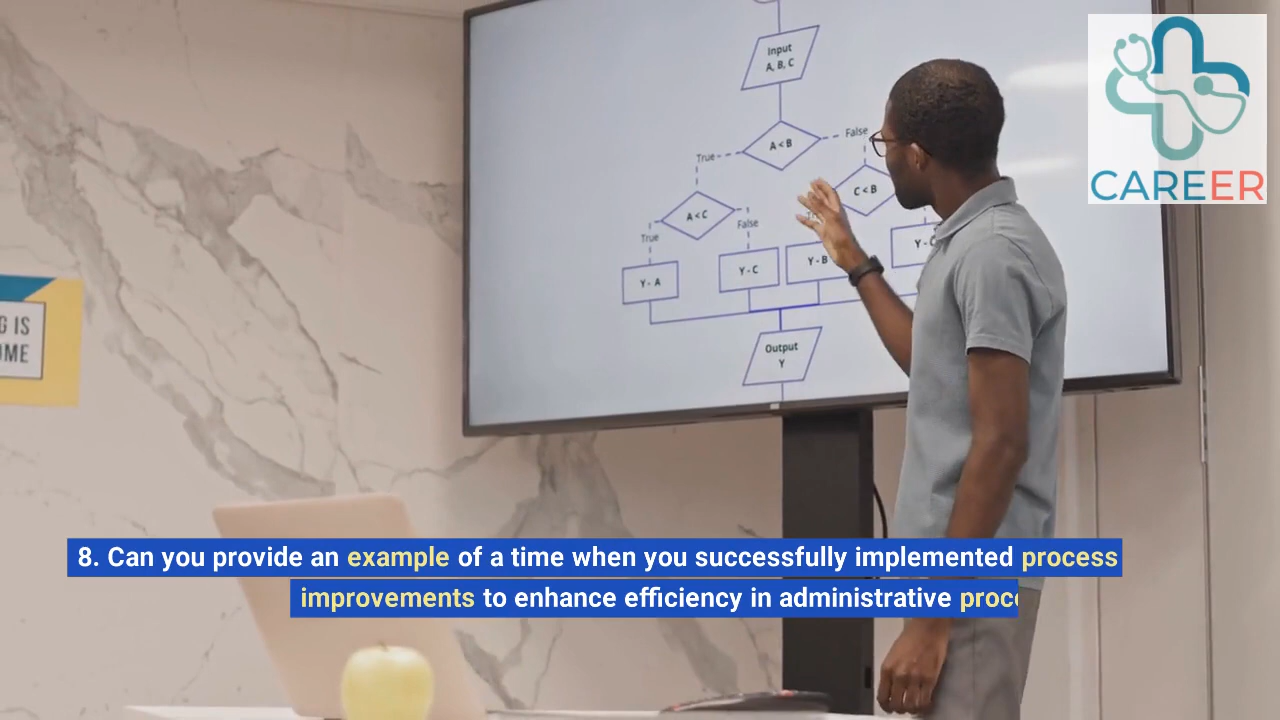 Input
A, B, C
A < B
False
True
C < B
A < C
False
True
Y - A
Y - C
Y - B
Output
Y
G IS
OME
CAREER
8. Can you provide an example of a time when you successfully implemented process
improvements to enhance efficiency in administrative